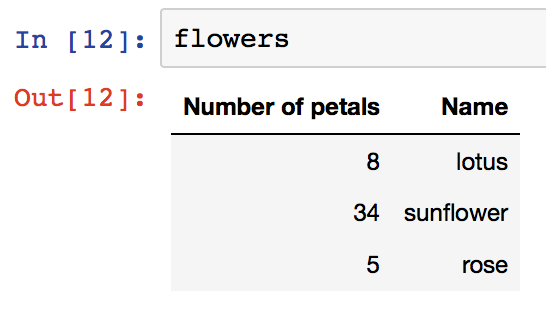 In [12]: flowers
Out[12]:
Number of petals Name
8 lotus
34 sunflower
5 rose